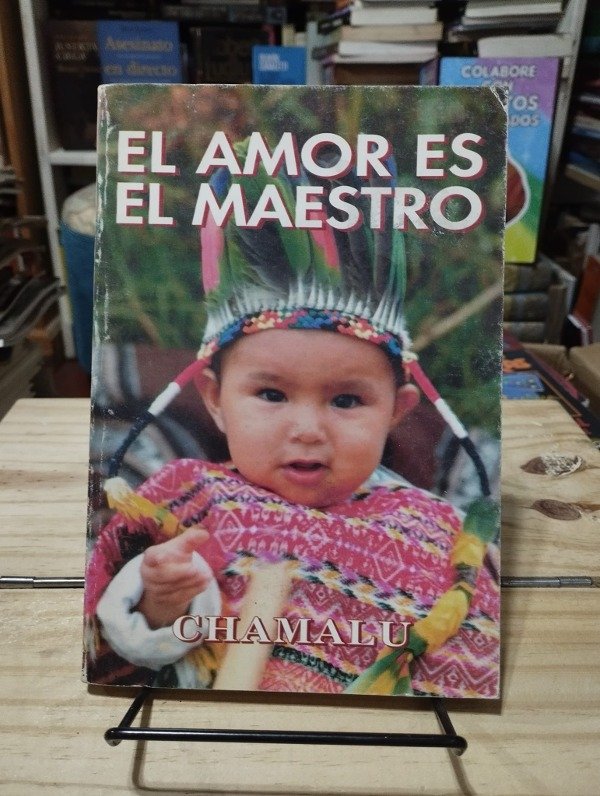 EL AMOR ES
EL MAESTRO
CHAMALU
Asesinato
en directo
COLABORE